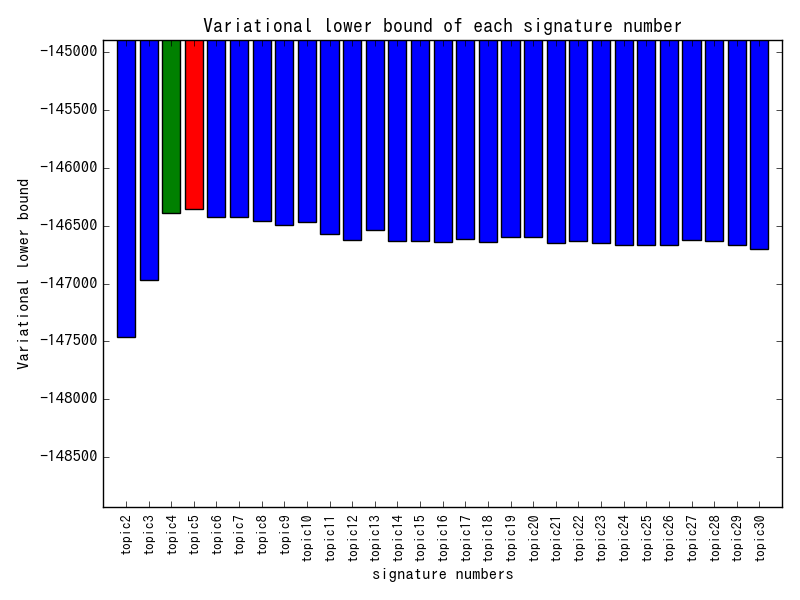 Variational lower bound of each signature number
−145000
−145500
−146000
−146500
−147000
−147500
−148000
−148500
Variational lower bound
topic2
topic3
topic4
topic5
topic6
topic7
topic8
topic9
topic10
topic11
topic12
topic13
topic14
topic15
topic16
topic17
topic18
topic19
topic20
topic21
topic22
topic23
topic24
topic25
topic26
topic27
topic28
topic29
topic30
signature numbers